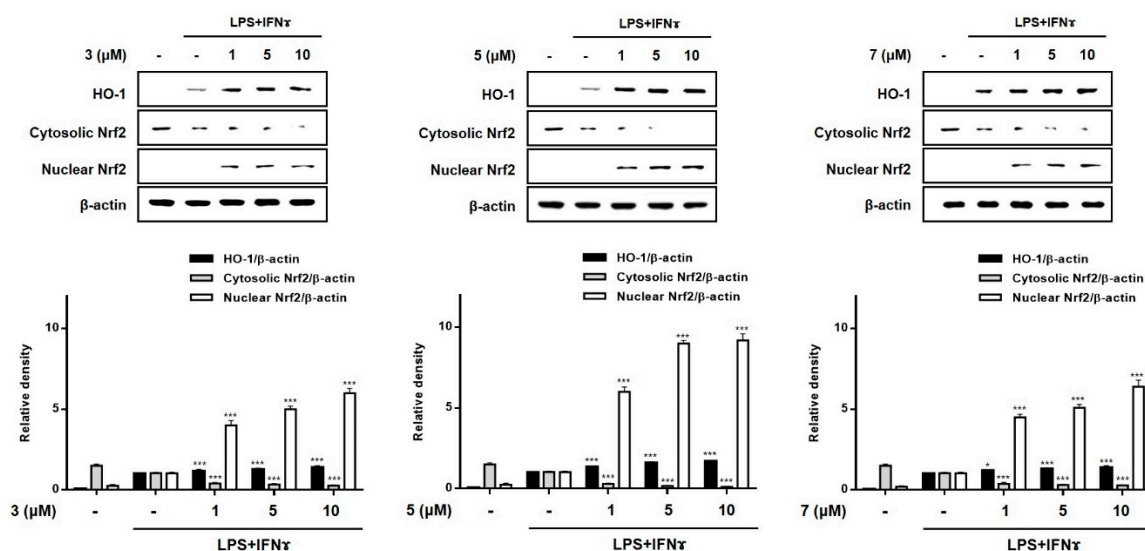 LPS+IFNɤ
3 (µM) - - 1 5 10
HO-1
Cytosolic Nrf2
Nuclear Nrf2
β-actin
LPS+IFNɤ
5 (µM) - - 1 5 10
HO-1
Cytosolic Nrf2
Nuclear Nrf2
β-actin
LPS+IFNɤ
7 (µM) - - 1 5 10
HO-1
Cytosolic Nrf2
Nuclear Nrf2
β-actin
HO-1/β-actin
Cytosolic Nrf2/β-actin
Nuclear Nrf2/β-actin
Relative density
10
5
0
*** *** *** *** *** *** *** *** ***
3 (µM) - - 1 5 10
LPS+IFNɤ
HO-1/β-actin
Cytosolic Nrf2/β-actin
Nuclear Nrf2/β-actin
Relative density
10
5
0
*** *** *** *** *** *** *** *** ***
5 (µM) - - 1 5 10
LPS+IFNɤ
HO-1/β-actin
Cytosolic Nrf2/β-actin
Nuclear Nrf2/β-actin
Relative density
10
5
0
* *** *** *** *** *** *** *** ***
7 (µM) - - 1 5 10
LPS+IFNɤ